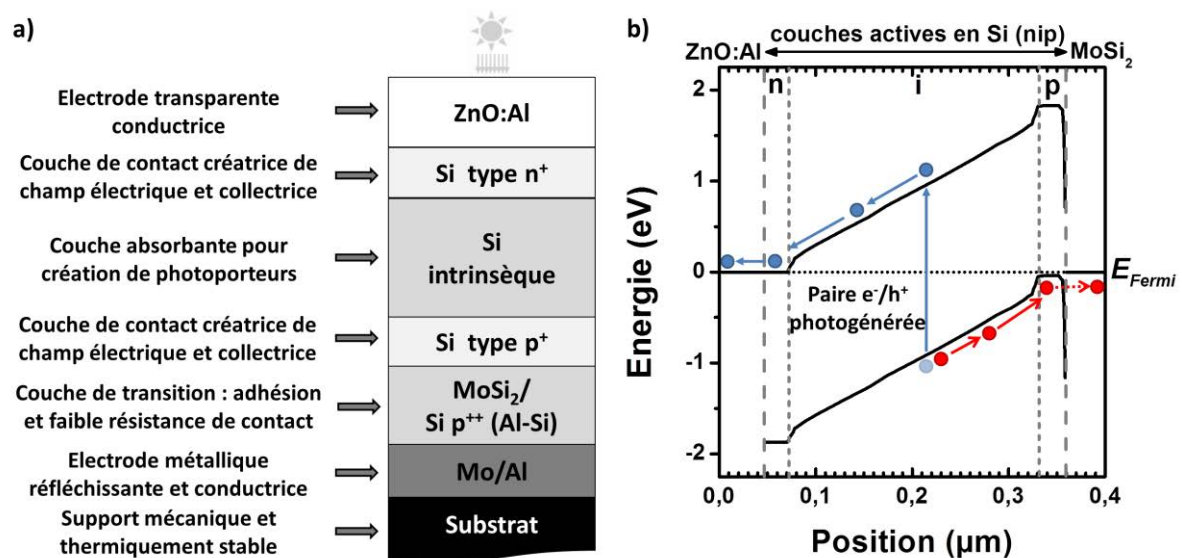 a)
Electrode transparente
conductrice
ZnO:Al
Couche de contact créatrice de
champ électrique et collectrice
Si type n⁺
Couche absorbante pour
création de photoporteurs
Si
intrinsèque
Couche de contact créatrice de
champ électrique et collectrice
Si type p⁺
Couche de transition : adhésion
et faible résistance de contact
MoSi₂/
Si p⁺⁺ (Al-Si)
Electrode métallique
réfléchissante et conductrice
Mo/Al
Support mécanique et
thermiquement stable
Substrat
b)
couches actives en Si (nip)
ZnO:Al
MoSi₂
n
i
p
2
1
0
-1
-2
Energie (eV)
E_Fermi
Paire e⁻/h⁺
photogénérée
0,0
0,1
0,2
0,3
0,4
Position (µm)